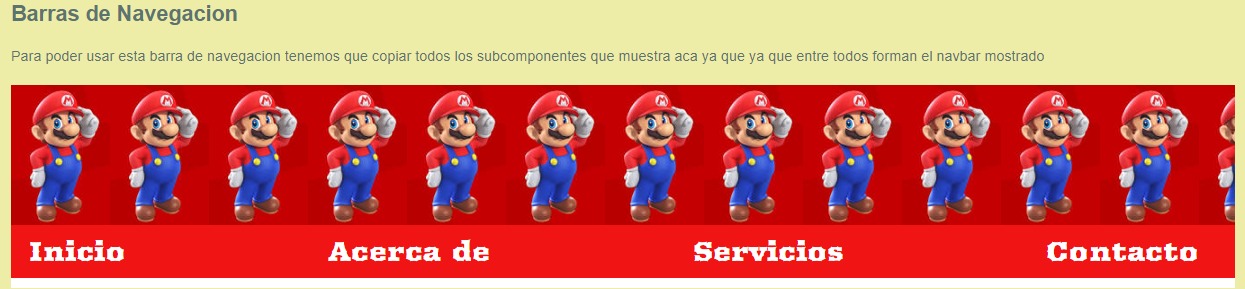 Barras de Navegacion
Para poder usar esta barra de navegacion tenemos que copiar todos los subcomponentes que muestra aca ya que ya que entre todos forman el navbar mostrado
Inicio Acerca de Servicios Contacto